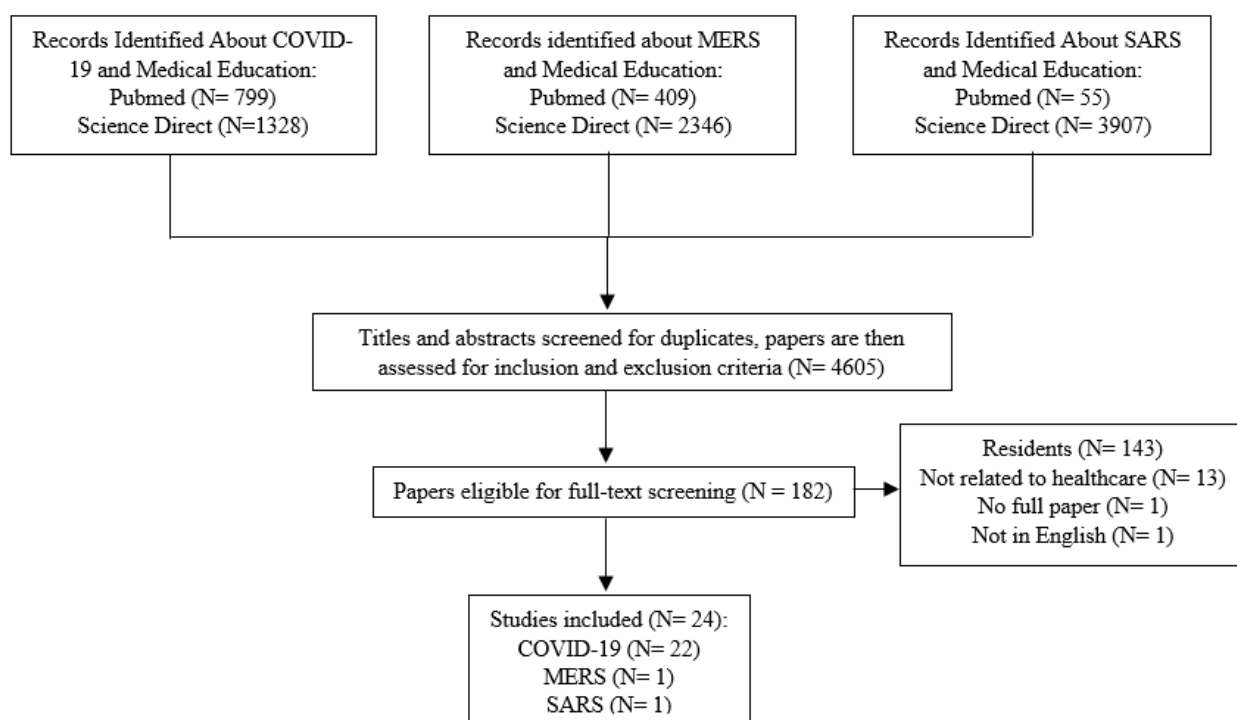 Records Identified About COVID-
19 and Medical Education:
Pubmed (N= 799)
Science Direct (N=1328)
Records identified about MERS
and Medical Education:
Pubmed (N= 409)
Science Direct (N= 2346)
Records Identified About SARS
and Medical Education:
Pubmed (N= 55)
Science Direct (N= 3907)
Titles and abstracts screened for duplicates, papers are then
assessed for inclusion and exclusion criteria (N= 4605)
Papers eligible for full-text screening (N = 182)
Residents (N= 143)
Not related to healthcare (N= 13)
No full paper (N= 1)
Not in English (N= 1)
Studies included (N= 24):
COVID-19 (N= 22)
MERS (N= 1)
SARS (N= 1)